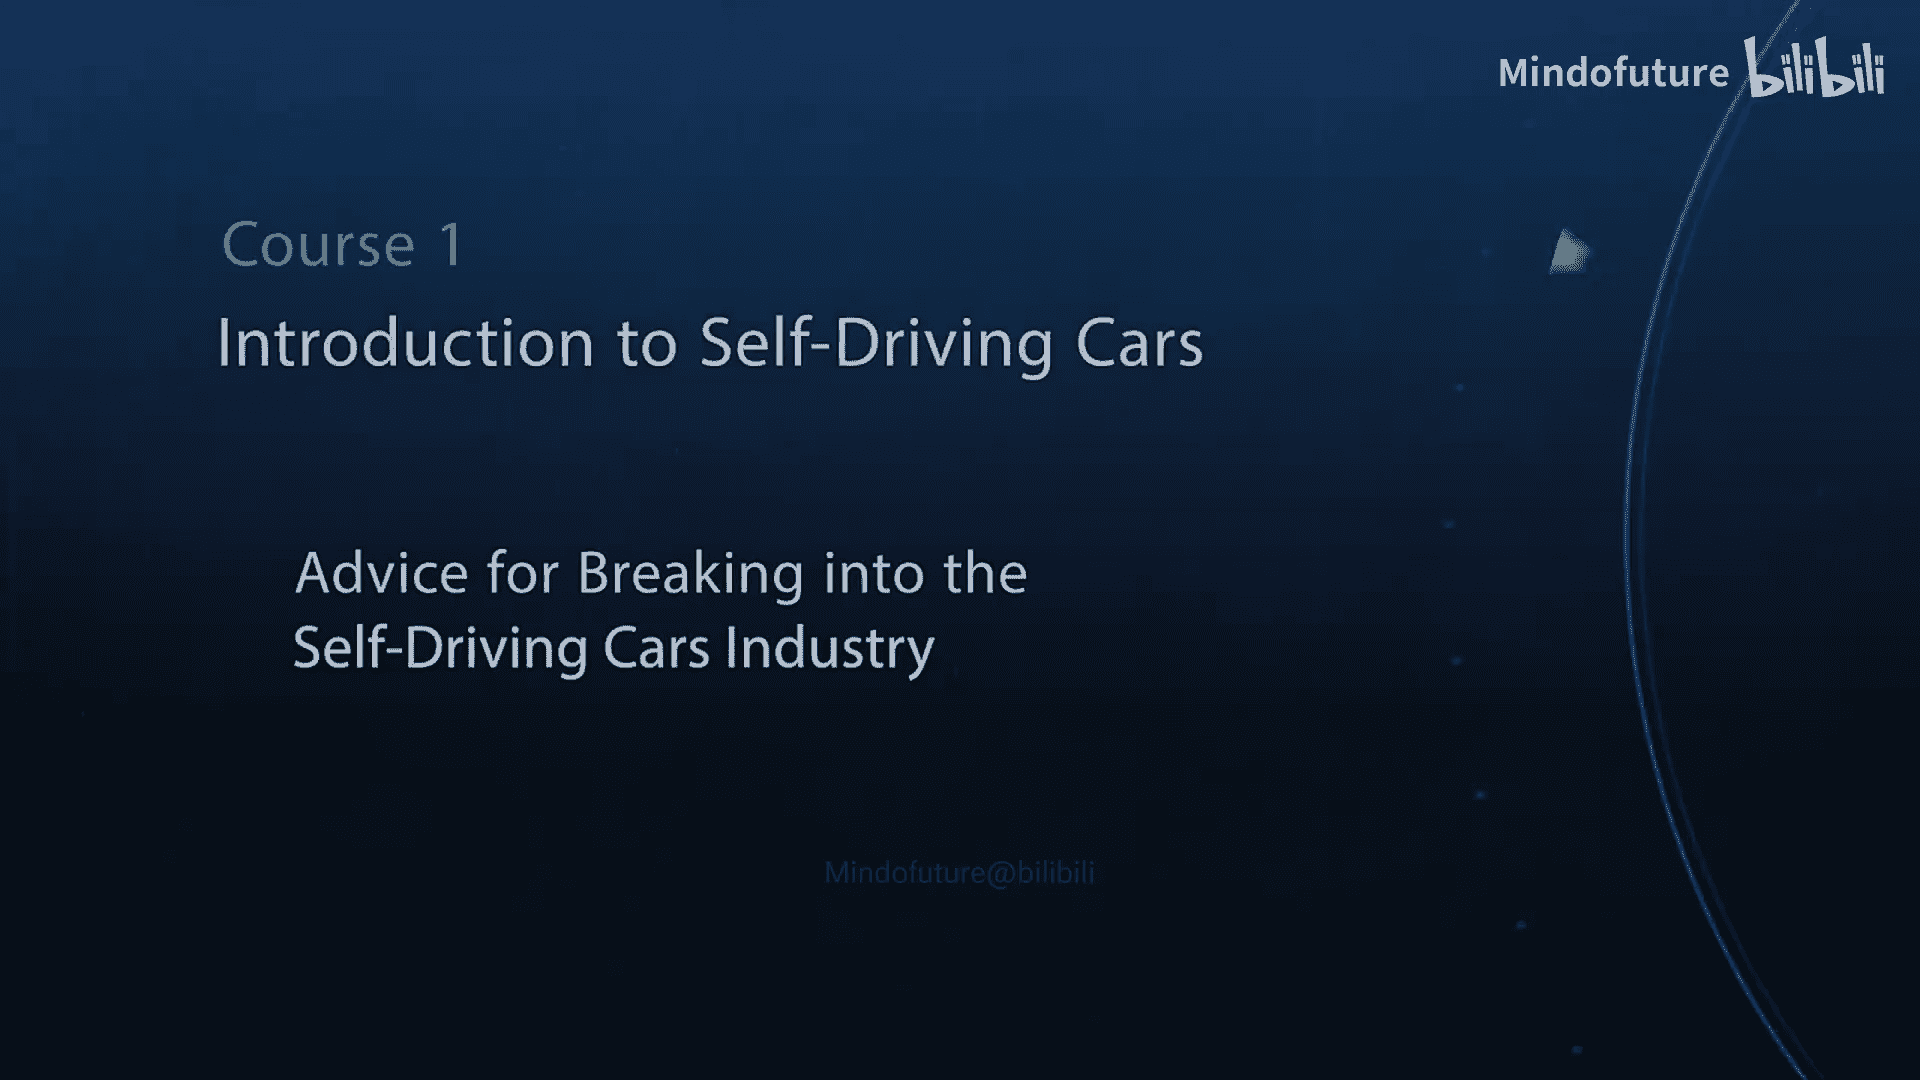 Mindofuture bilibili
Course 1
Introduction to Self-Driving Cars
Advice for Breaking into the
Self-Driving Cars Industry
Mindofuture@bilibili